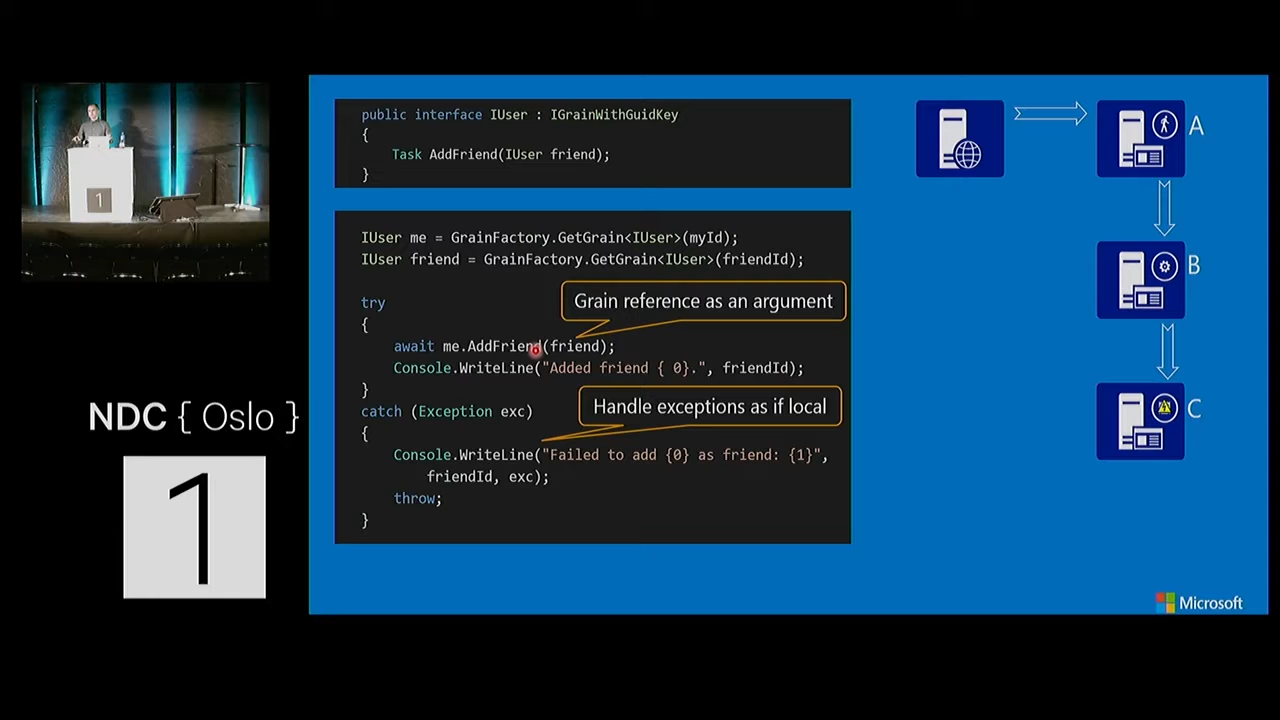 public interface IUser : IGrainWithGuidKey
{
Task AddFriend(IUser friend);
}
IUser me = GrainFactory.GetGrain<IUser>(myId);
IUser friend = GrainFactory.GetGrain<IUser>(friendId);
try
{
Grain reference as an argument
await me.AddFriend(friend);
Console.WriteLine("Added friend { 0}.", friendId);
}
catch (Exception exc)
Handle exceptions as if local
{
Console.WriteLine("Failed to add {0} as friend: {1}",
friendId, exc);
throw;
}
A
B
C
Microsoft
NDC { Oslo }
1
1